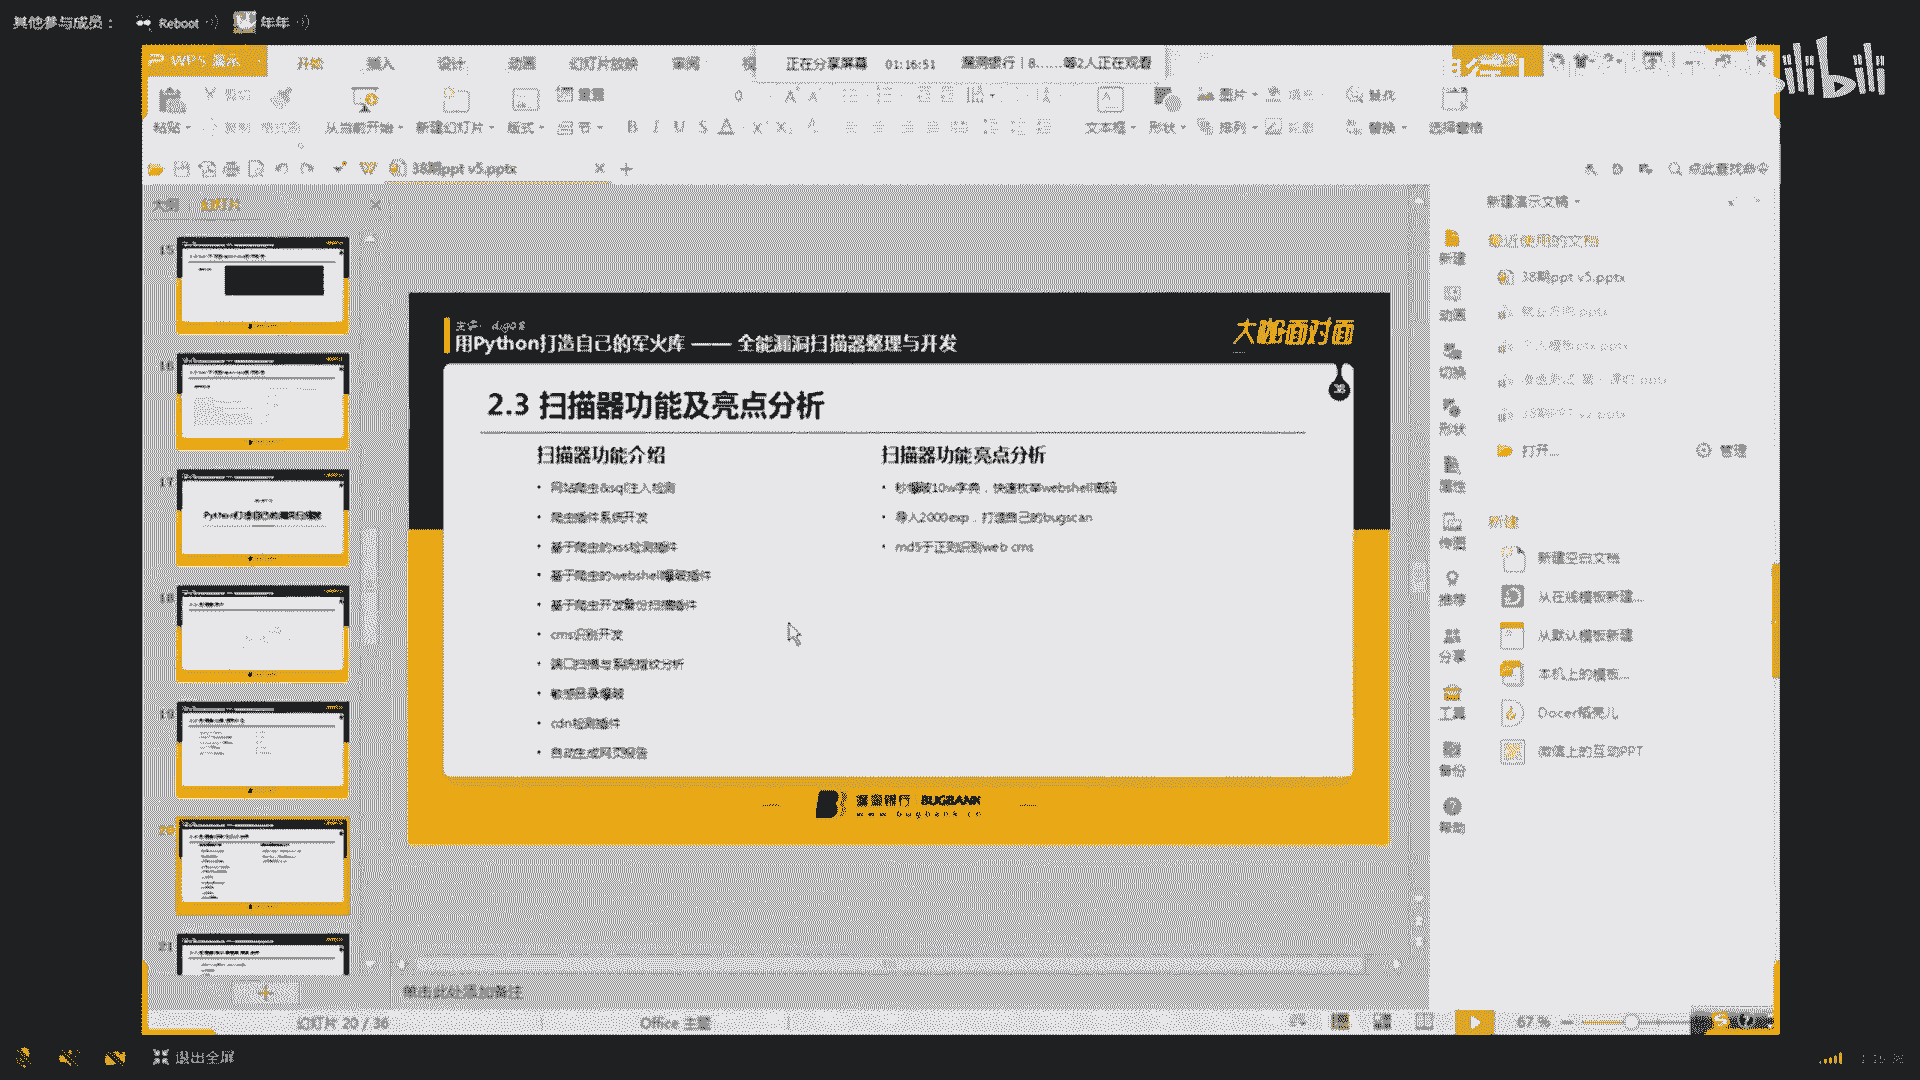 其他参与成员： Reboot 年年
WPS 演示 开始 插入 设计 动画 幻灯片放映 审阅 视
正在分享屏幕 01:16:51 漏洞银行 | 8......等2人正在观看
bilibili
粘贴 剪切 复制 格式刷 从当前开始 新建幻灯片 版式 重置 节
B I U S A
文本框 形状 图片 排列 填充 轮廓 查找 替换 选择窗格
38期ppt v5.pptx
点此查找命令
大纲 幻灯片
15
16
17
Python打造自己的漏洞扫描器
18
19
20
21
主讲：
用Python打造自己的军火库 —— 全能漏洞扫描器整理与开发
大咖面对面
38
2.3 扫描器功能及亮点分析
扫描器功能介绍
• 网站爬虫&sql注入检测
• 爬虫插件系统开发
• 基于爬虫的xss检测插件
• 基于爬虫的webshell爆破插件
• 基于爬虫开发备份扫描插件
• cms识别开发
• 端口扫描与系统指纹分析
• 敏感目录爆破
• cdn检测插件
• 自动生成网页报告
扫描器功能亮点分析
• 秒爆破10w字典，快速枚举webshell密码
• 导入2000exp，打造自己的bugscan
• md5于正则识别web cms
漏洞银行 BUGBANK
www.bugbank.cn
新建
动画
切换
形状
属性
传图
推荐
分享
工具
备份
帮助
新建演示文稿
最近使用的文档
38期ppt v5.pptx
打开... 管理
新建
新建空白文档
从在线模板新建...
从默认模板新建
本机上的模板...
Docer稻壳儿
微信上的互动PPT
单击此处添加备注
幻灯片 20 / 36 Office 主题 67 %
退出全屏